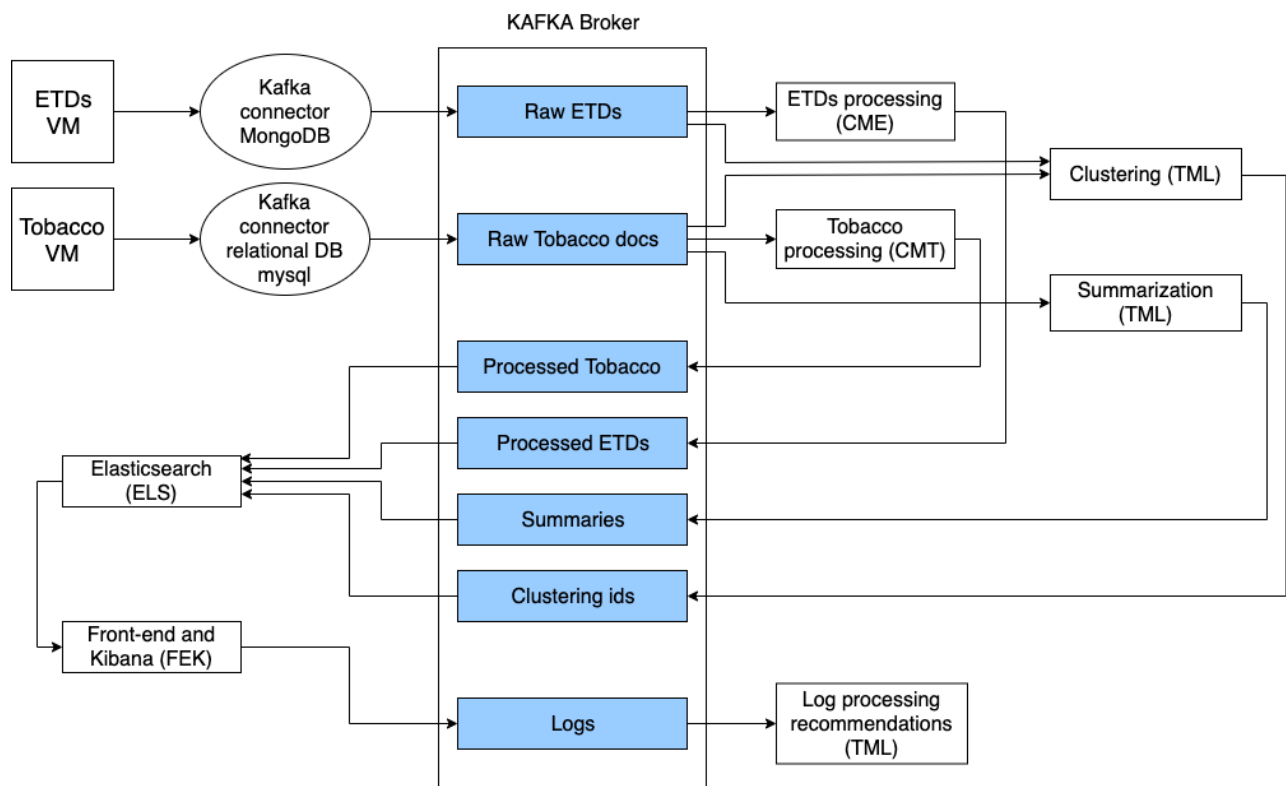 KAFKA Broker
ETDs
VM
Kafka
connector
MongoDB
Raw ETDs
ETDs processing
(CME)
Clustering (TML)
Tobacco
VM
Kafka
connector
relational DB
mysql
Raw Tobacco docs
Tobacco
processing (CMT)
Summarization
(TML)
Processed Tobacco
Processed ETDs
Elasticsearch
(ELS)
Summaries
Clustering ids
Front-end and
Kibana (FEK)
Logs
Log processing
recommendations
(TML)